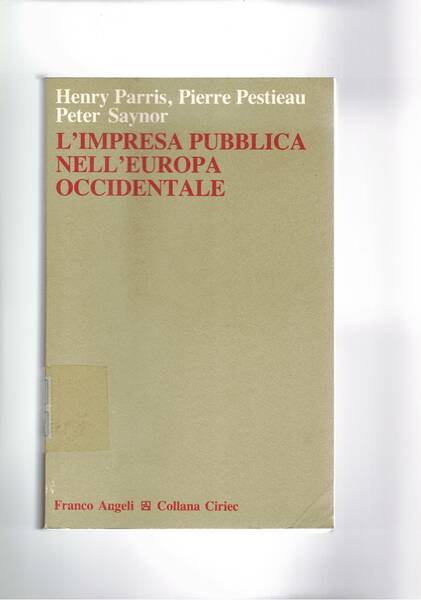 Henry Parris, Pierre Pestieau
Peter Saynor
L'IMPRESA PUBBLICA
NELL'EUROPA
OCCIDENTALE
Franco Angeli Collana Ciriec